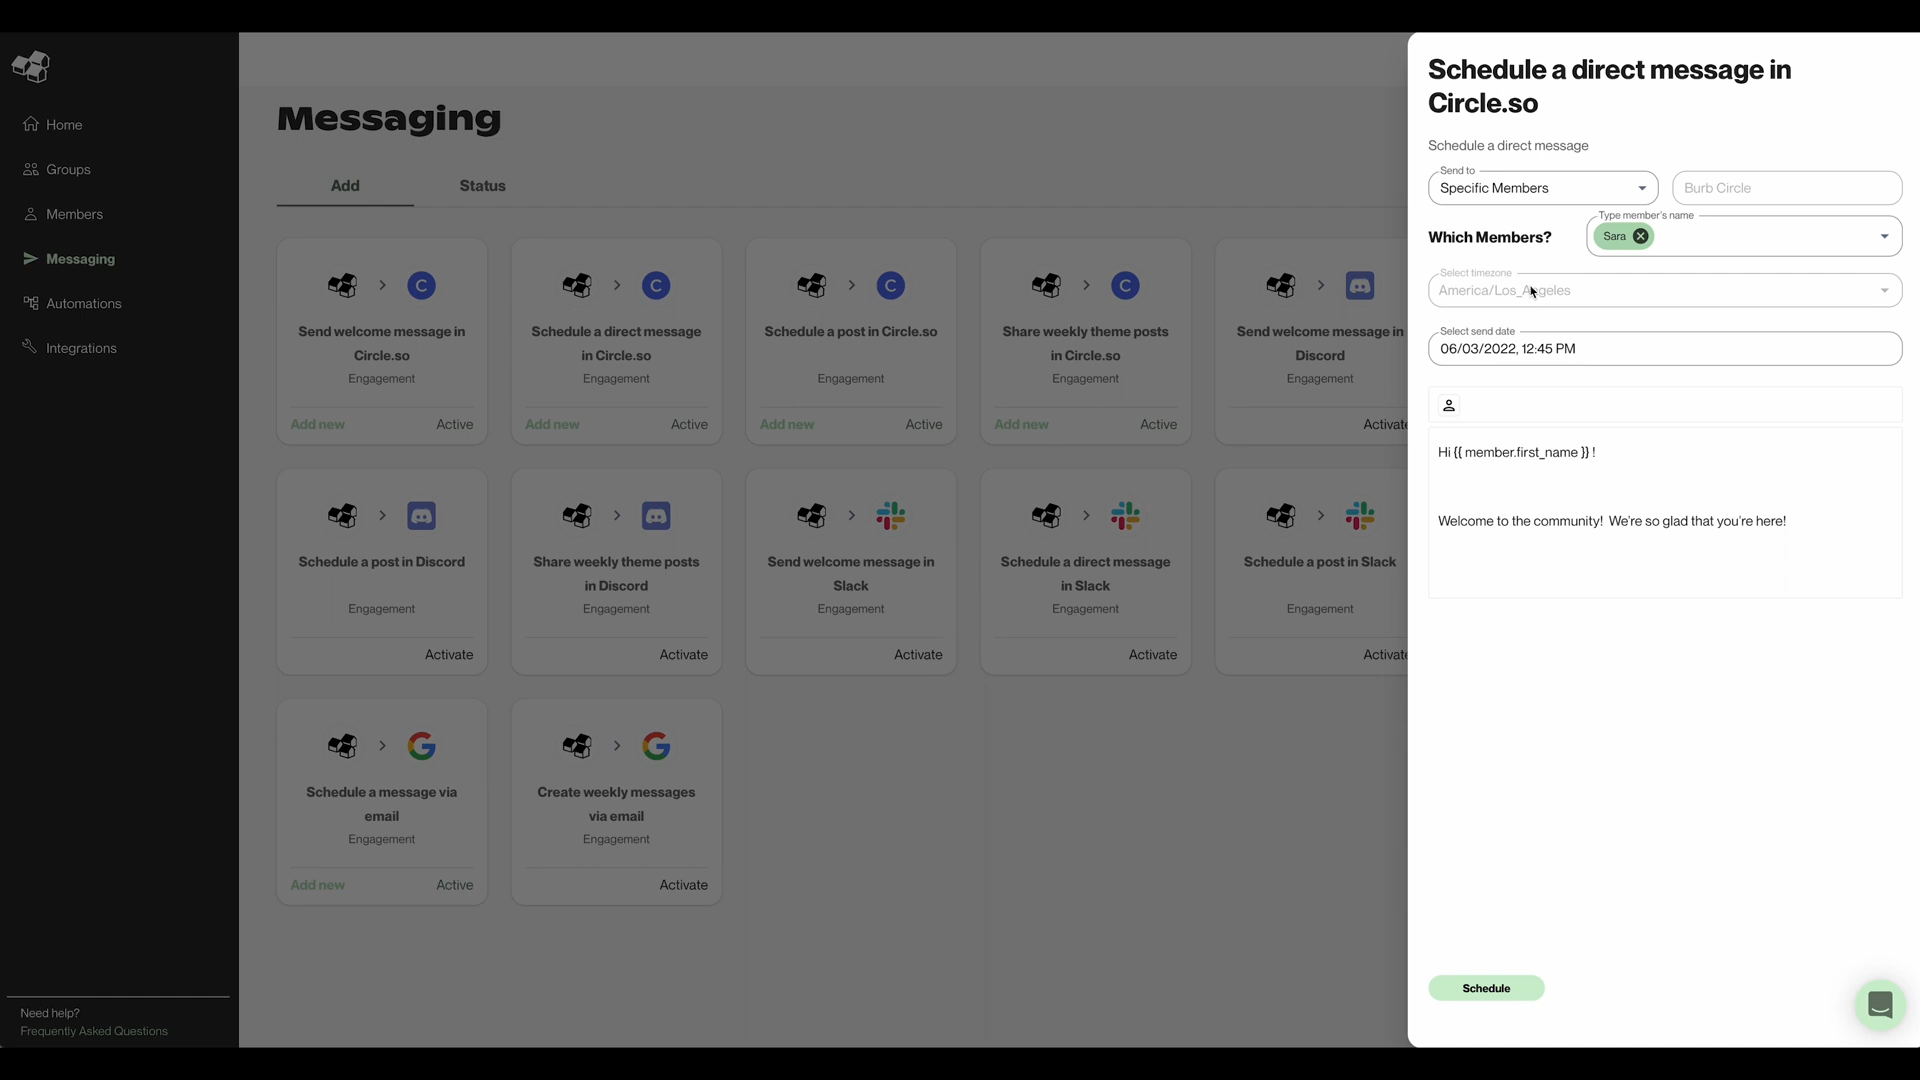 Home
Groups
Members
Messaging
Automations
Integrations
Need help?
Frequently Asked Questions
Messaging
Add
Status
C
Send welcome message in
Circle.so
Engagement
Add new
Active
C
Schedule a direct message
in Circle.so
Engagement
Add new
Active
C
Schedule a post in Circle.so
Engagement
Add new
Active
C
Share weekly theme posts
in Circle.so
Engagement
Add new
Active
Send welcome message in
Discord
Engagement
Activate
Schedule a post in Discord
Engagement
Activate
Share weekly theme posts
in Discord
Engagement
Activate
Send welcome message in
Slack
Engagement
Activate
Schedule a direct message
in Slack
Engagement
Activate
Schedule a post in Slack
Engagement
Activate
Schedule a message via
email
Engagement
Add new
Active
Create weekly messages
via email
Engagement
Activate
Schedule a direct message in
Circle.so
Schedule a direct message
Send to
Specific Members
Burb Circle
Which Members?
Type member's name
Sara
Select timezone
America/Los_Angeles
Select send date
06/03/2022, 12:45 PM
Hi {{ member.first_name }} !
Welcome to the community!  We're so glad that you're here!
Schedule